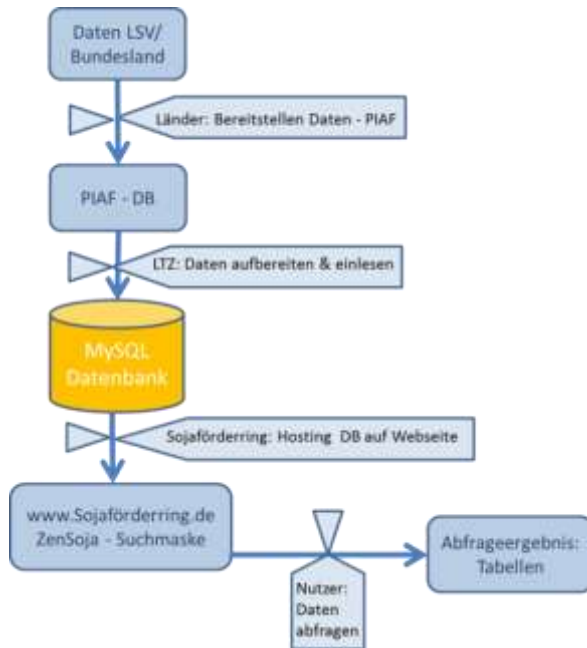 Daten LSV/
Bundesland
Länder: Bereitstellen Daten - PIAF
PIAF - DB
LTZ: Daten aufbereiten & einlesen
MySQL
Datenbank
Sojaförderring: Hosting DB auf Webseite
www.Sojaförderring.de
ZenSoja - Suchmaske
Nutzer:
Daten
abfragen
Abfrageergebnis:
Tabellen